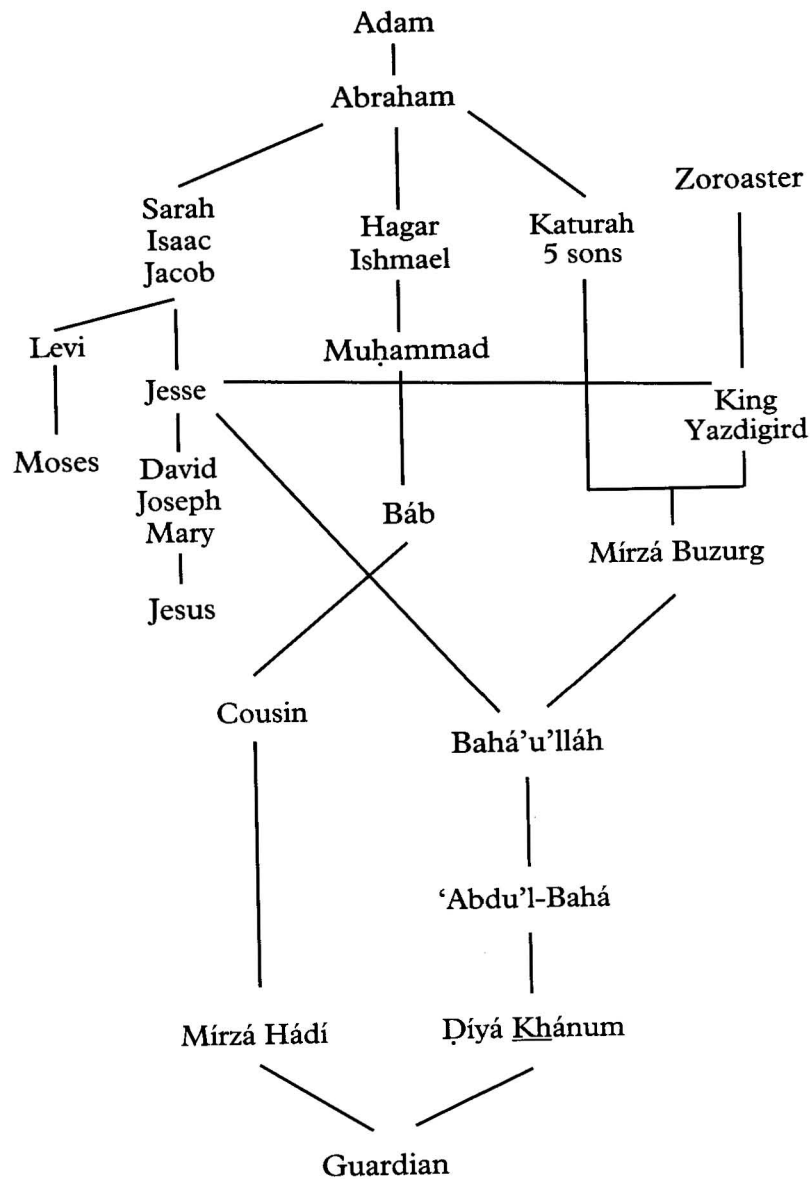 Adam
Abraham
Zoroaster
Sarah
Isaac
Jacob
Hagar
Ishmael
Katurah
5 sons
Levi
Muḥammad
Jesse
King
Yazdigird
Moses
David
Joseph
Mary
Báb
Mírzá Buzurg
Jesus
Cousin
Bahá’u’lláh
‘Abdu’l-Bahá
Mírzá Hádí
Ḍíyá Khánum
Guardian